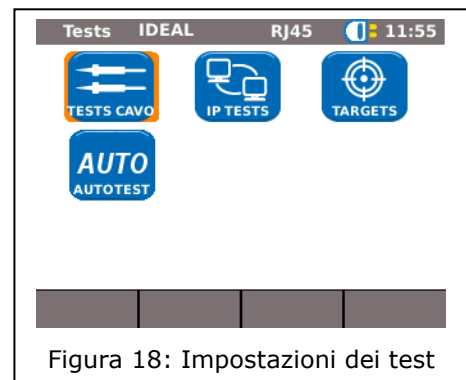 Tests IDEAL RJ45 11:55
TESTS CAVO IP TESTS TARGETS
AUTO
AUTOTEST
Figura 18: Impostazioni dei test